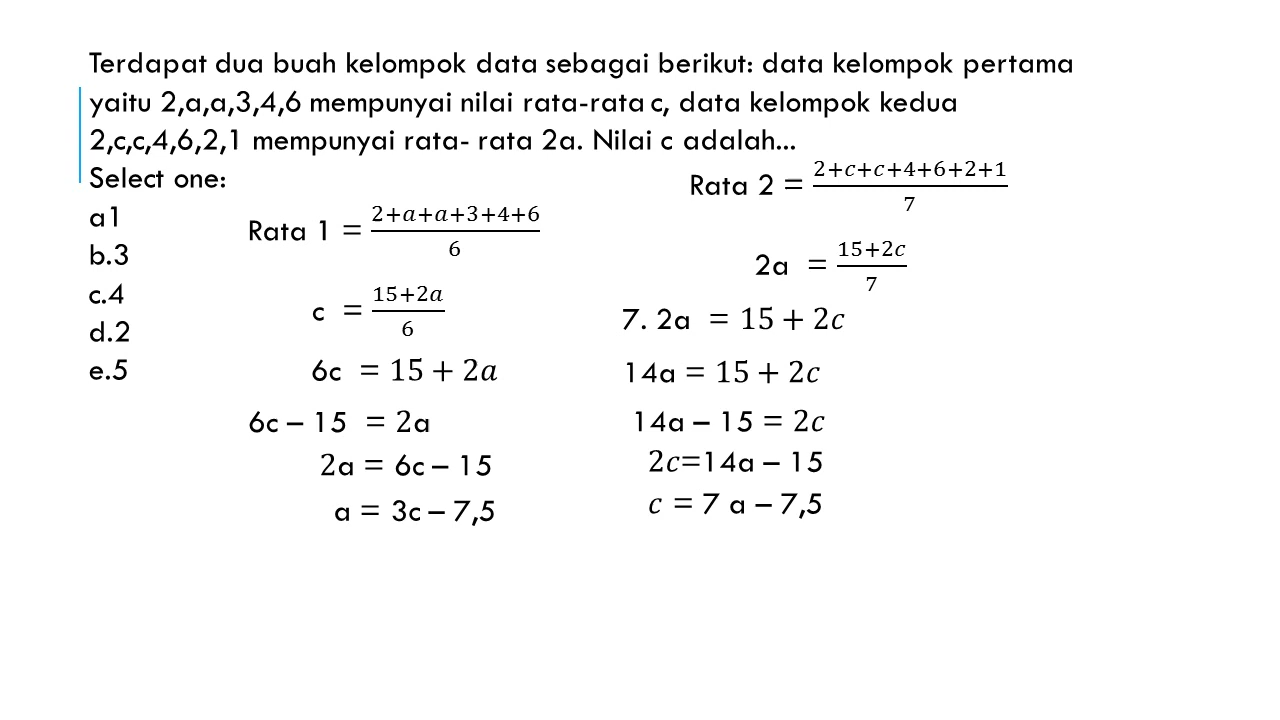 Terdapat dua buah kelompok data sebagai berikut: data kelompok pertama
yaitu 2,a,a,3,4,6 mempunyai nilai rata-rata c, data kelompok kedua
2,c,c,4,6,2,1 mempunyai rata- rata 2a. Nilai c adalah...
Select one:
a1
b.3
c.4
d.2
e.5
Rata 1 = \frac{2+a+a+3+4+6}{6}
c = \frac{15+2a}{6}
6c = 15 + 2a
6c – 15 = 2a
2a = 6c – 15
a = 3c – 7,5
Rata 2 = \frac{2+c+c+4+6+2+1}{7}
2a = \frac{15+2c}{7}
7. 2a = 15 + 2c
14a = 15 + 2c
14a – 15 = 2c
2c=14a – 15
c = 7 a – 7,5